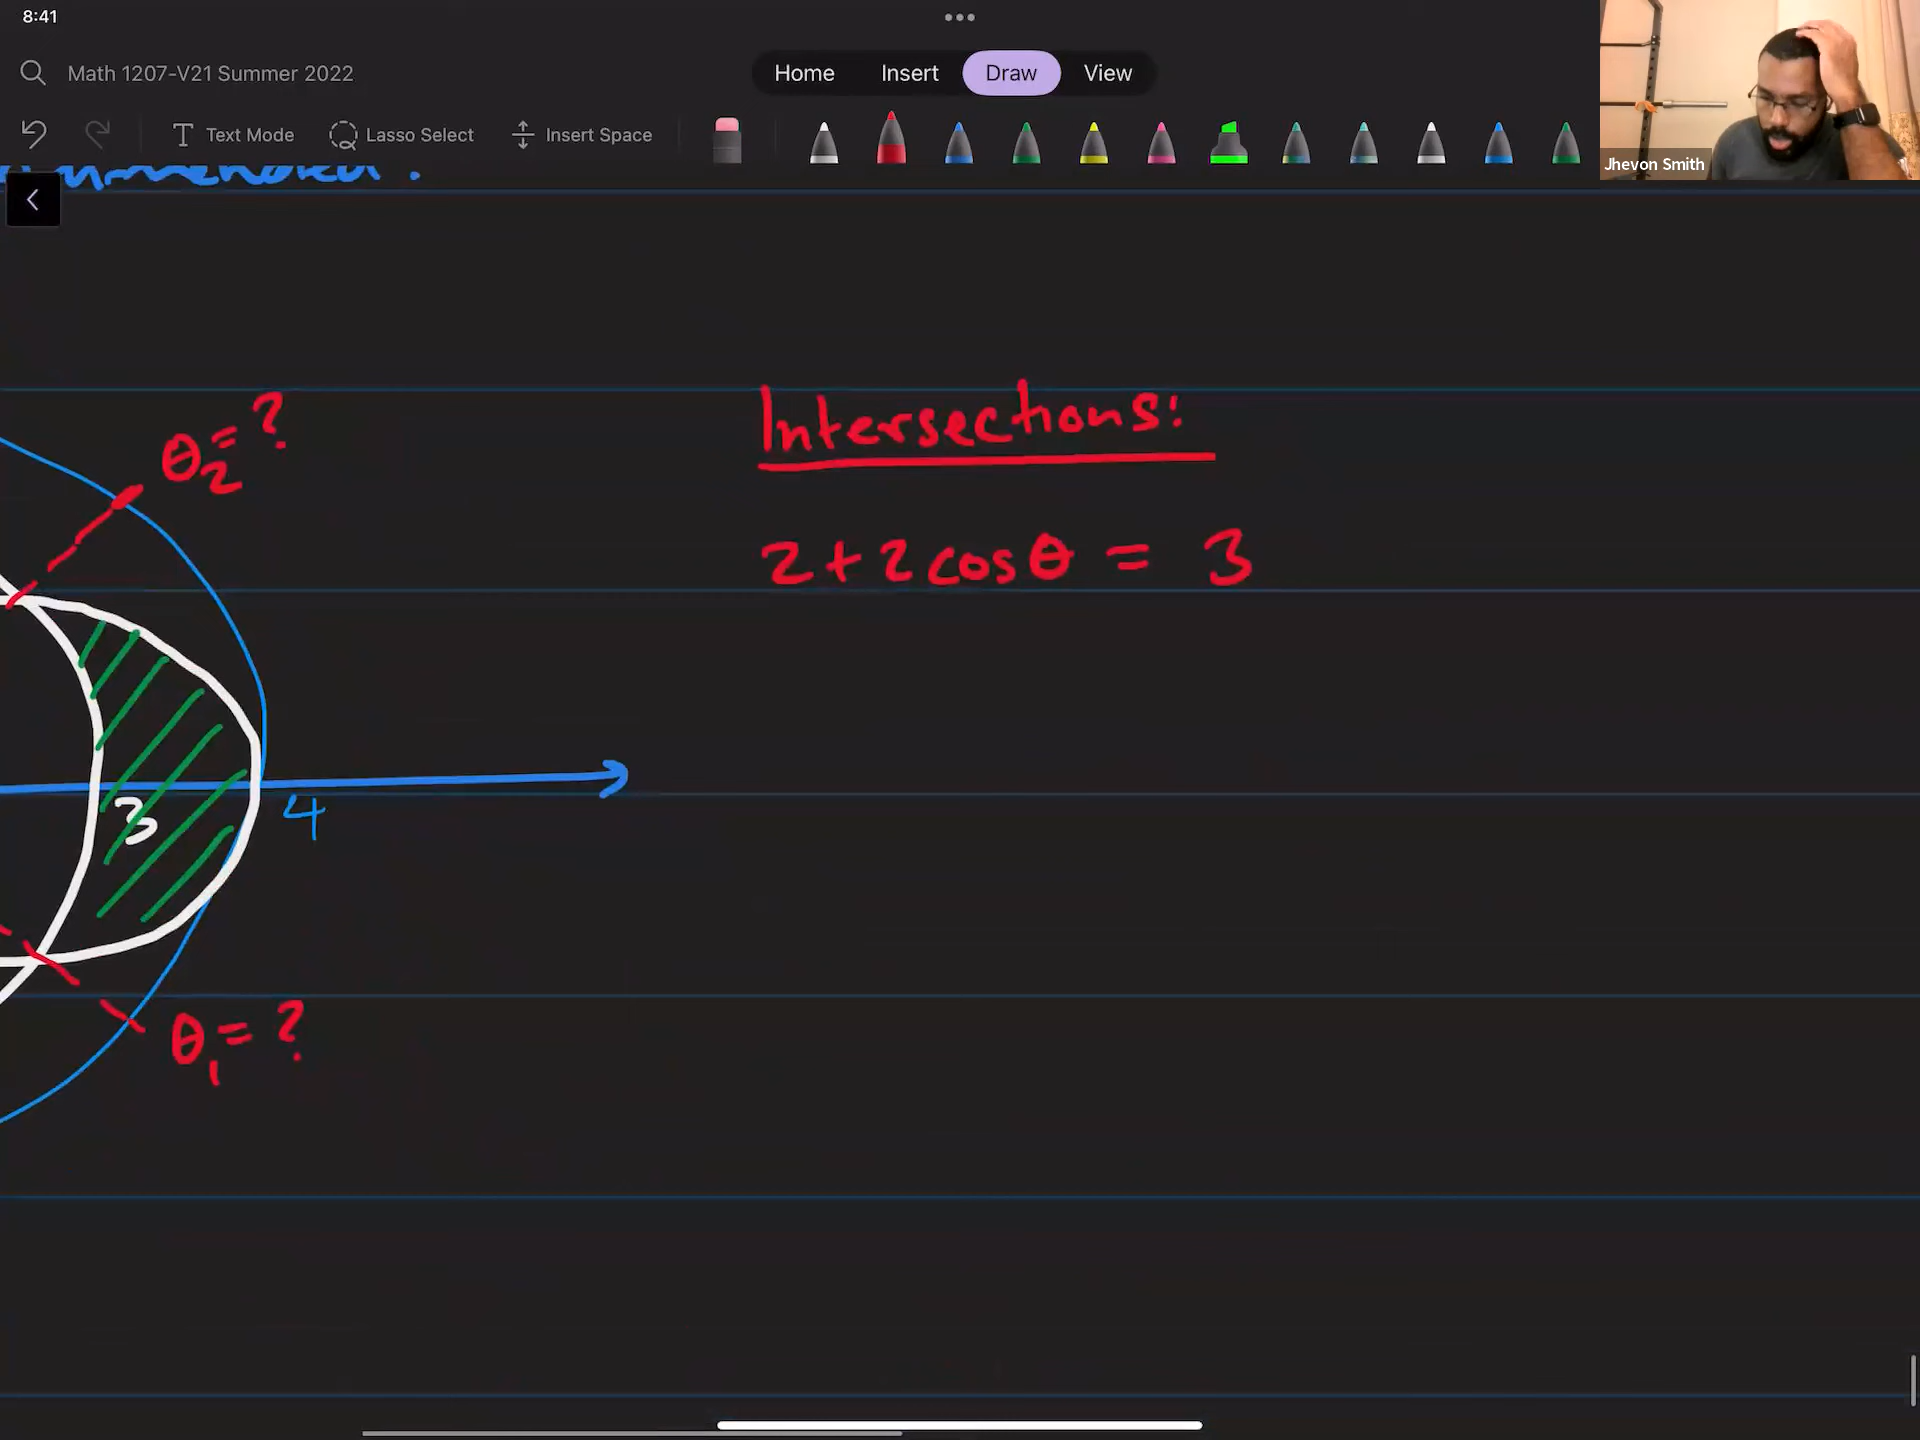 8:41
Math 1207-V21 Summer 2022
Home Insert Draw View
Text Mode Lasso Select Insert Space
Jhevon Smith
Intersections:
θ₂ = ?
2 + 2 cos θ = 3
3
4
θ₁ = ?